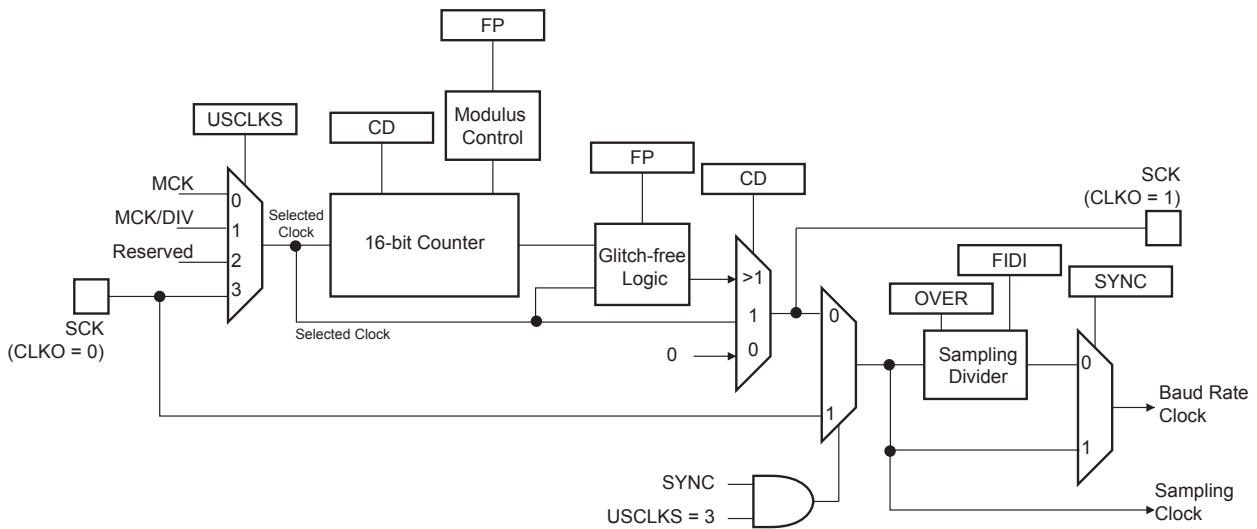 FP
USCLKS
CD
Modulus
Control
FP
CD
SCK
(CLKO = 1)
MCK
MCK/DIV
Reserved
0
1
2
3
Selected
Clock
16-bit Counter
Glitch-free
Logic
>1
1
0
FIDI
OVER
SYNC
SCK
(CLKO = 0)
Selected Clock
0
0
1
Sampling
Divider
0
1
Baud Rate
Clock
SYNC
USCLKS = 3
Sampling
Clock